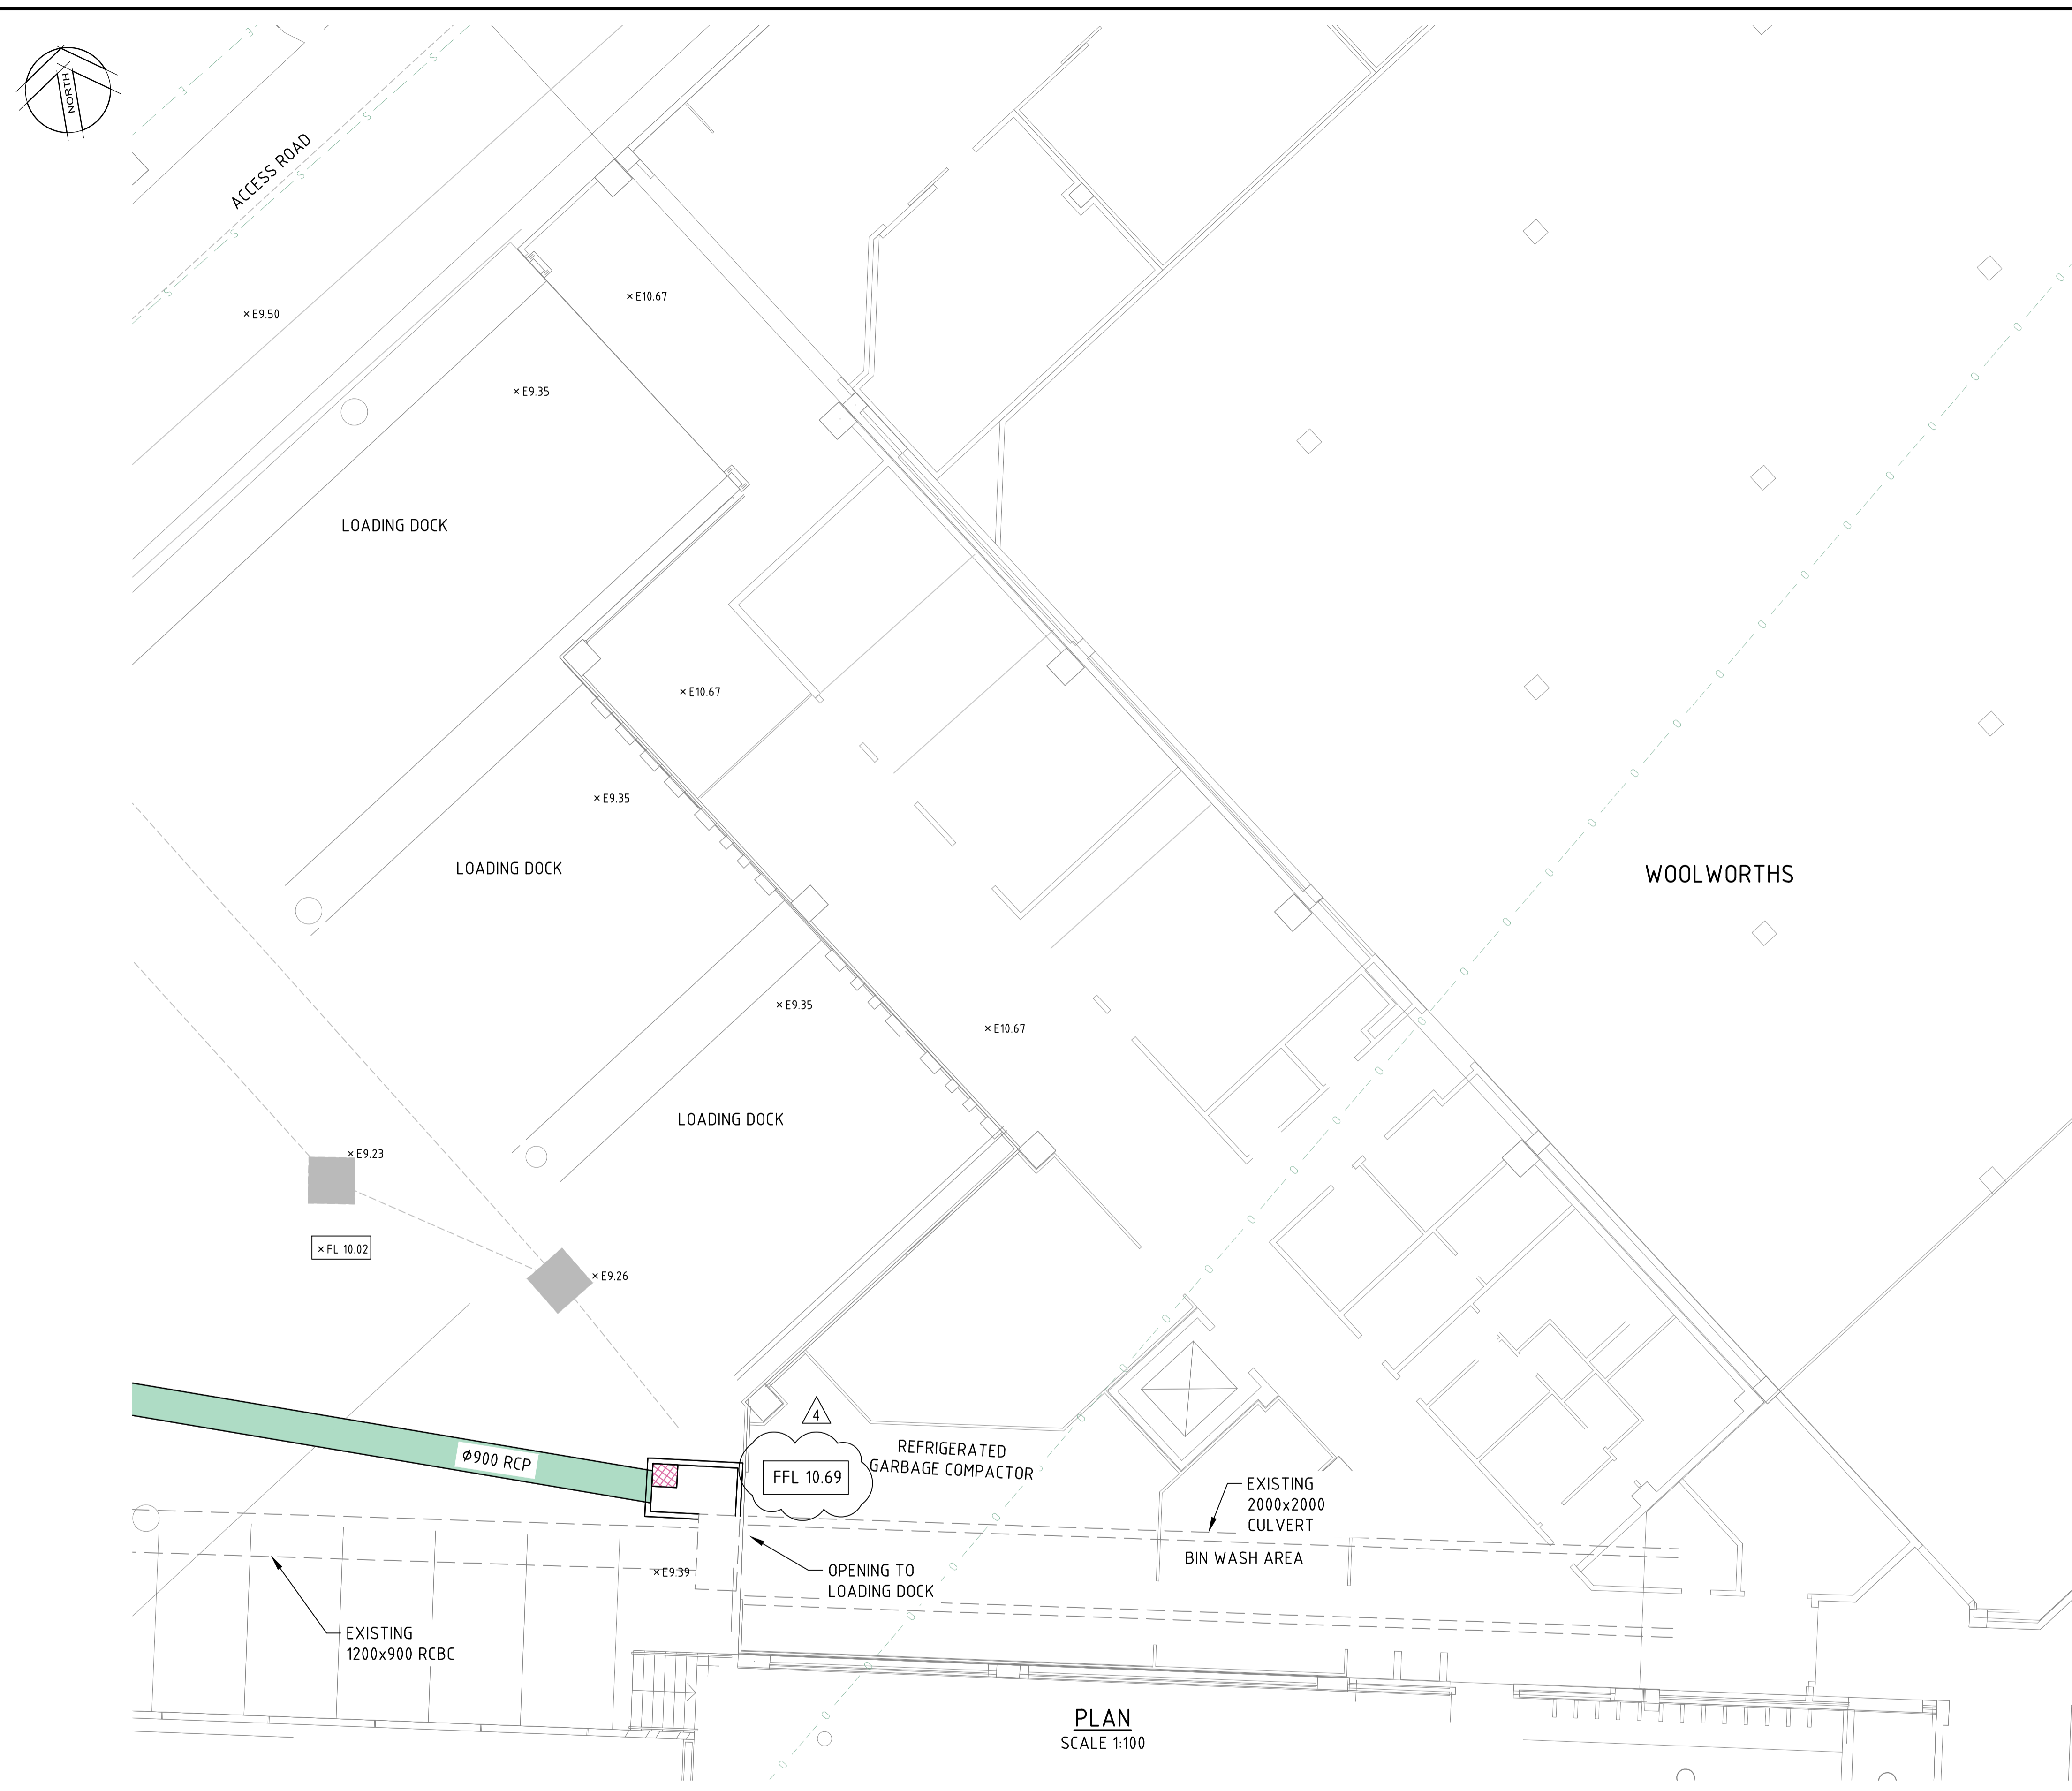 NORTH
ACCESS ROAD
×E9.50
×E10.67
×E9.35
LOADING DOCK
×E10.67
×E9.35
LOADING DOCK
WOOLWORTHS
×E9.35
×E10.67
LOADING DOCK
×E9.23
×FL 10.02
×E9.26
4
Ø900 RCP
FFL 10.69
REFRIGERATED
GARBAGE COMPACTOR
EXISTING
2000x2000
CULVERT
BIN WASH AREA
×E9.39
OPENING TO
LOADING DOCK
EXISTING
1200x900 RCBC
PLAN
SCALE 1:100